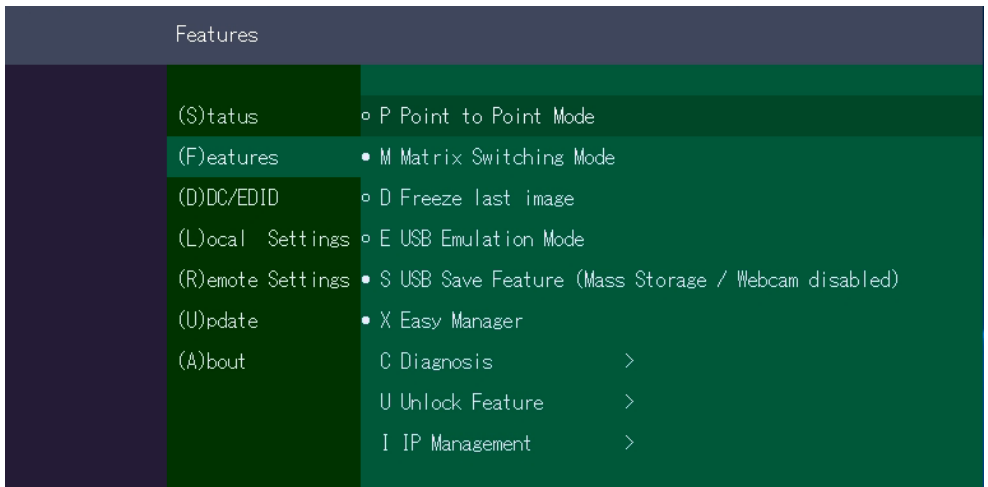 Features
(S)tatus
(F)eatures
(D)DC/EDID
(L)ocal Settings
(R)emote Settings
(U)pdate
(A)bout
○ P Point to Point Mode
● M Matrix Switching Mode
○ D Freeze last image
○ E USB Emulation Mode
● S USB Save Feature (Mass Storage / Webcam disabled)
● X Easy Manager
C Diagnosis >
U Unlock Feature >
I IP Management >